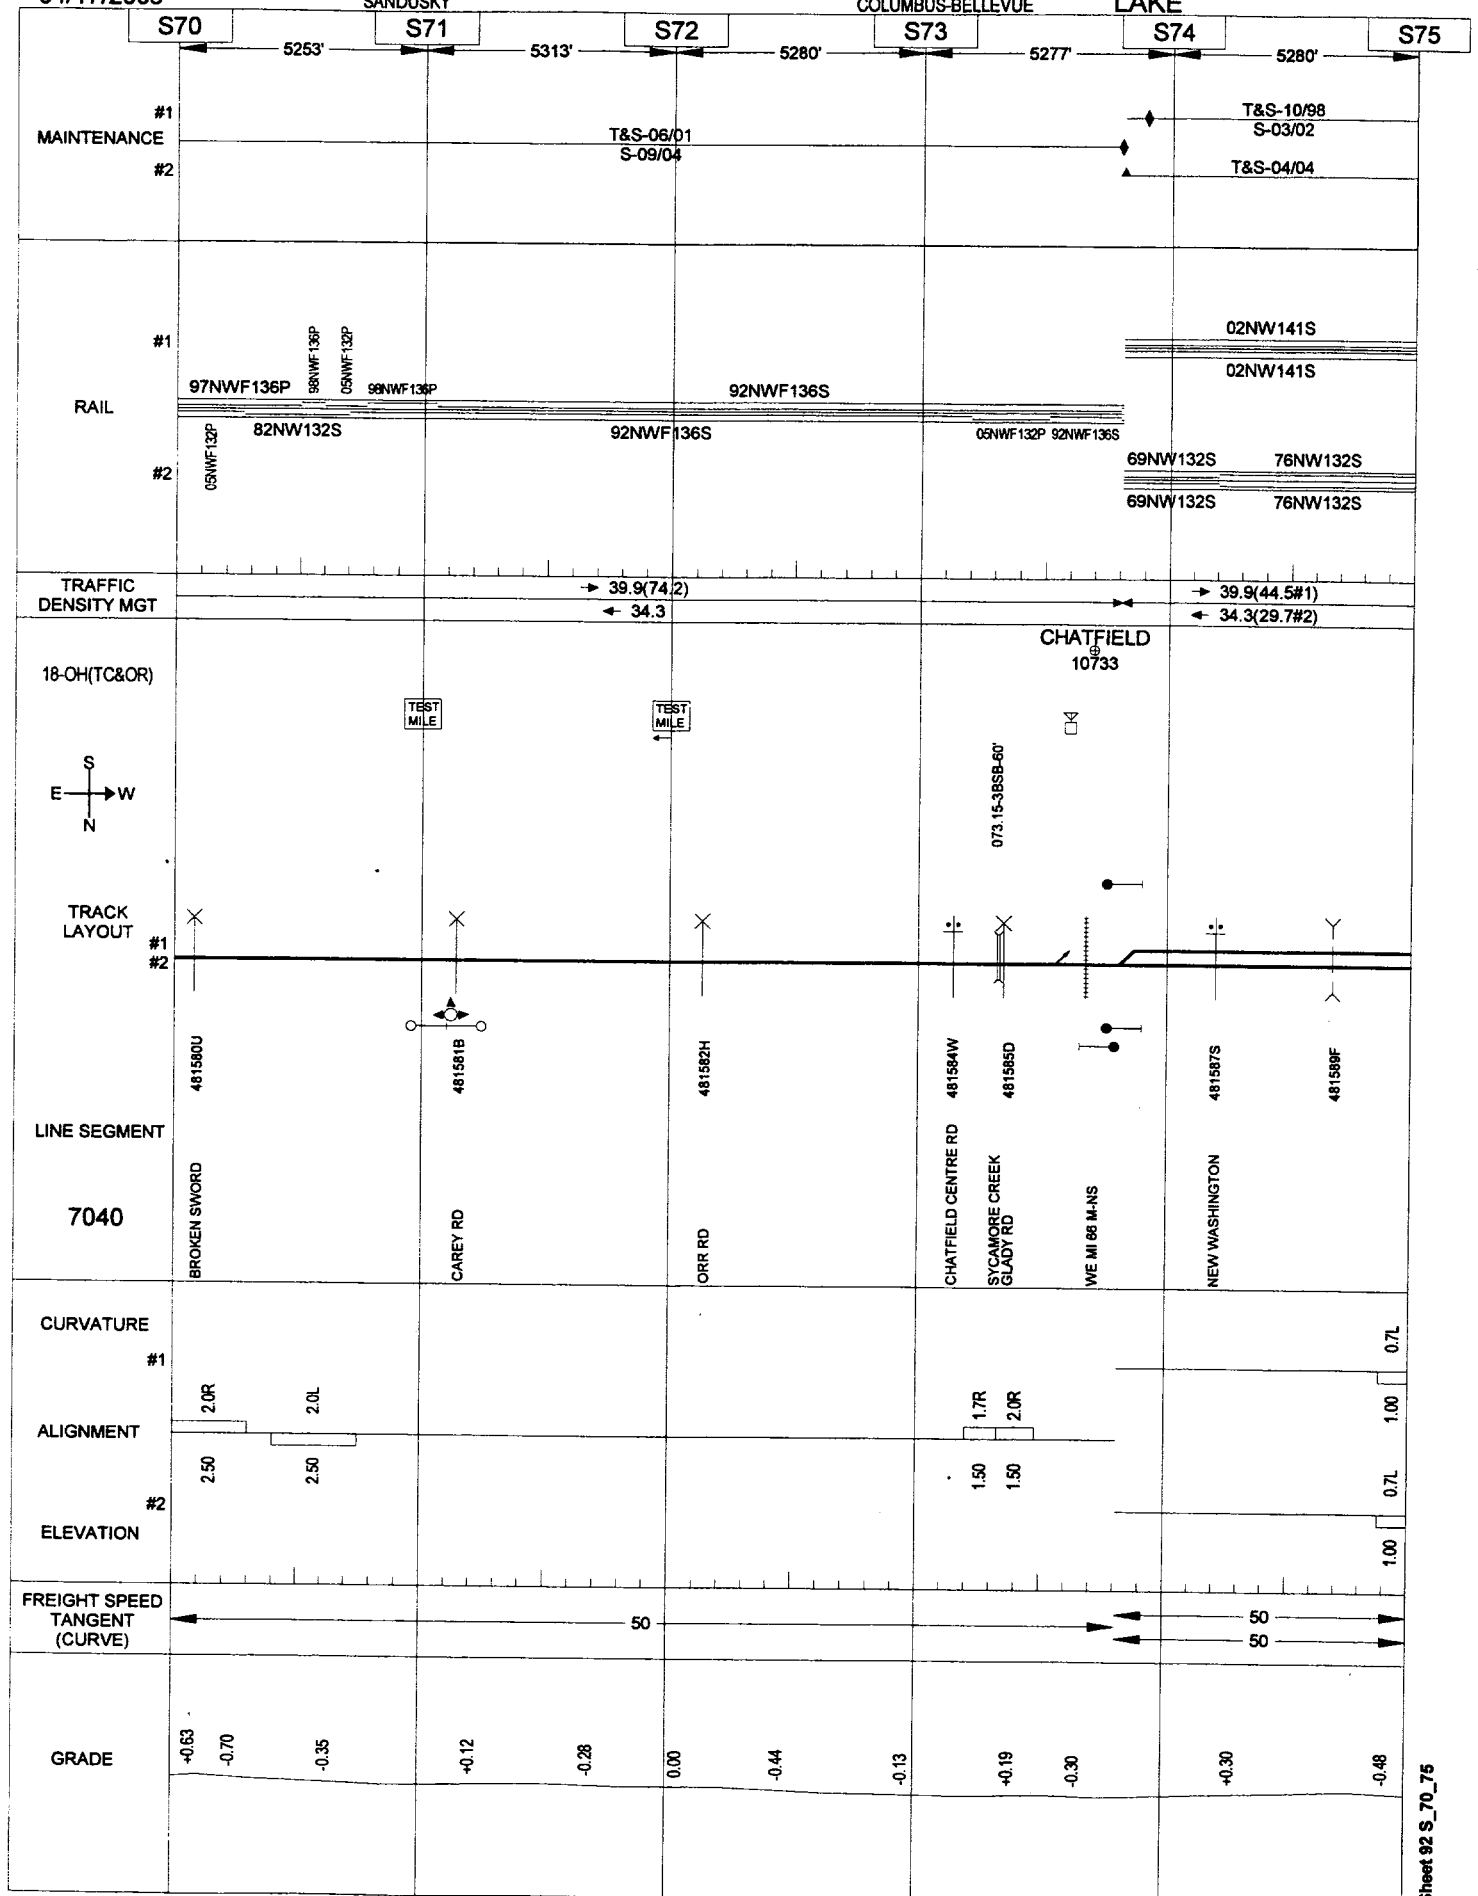 SANDUSKY
COLUMBUS-BELLEVUE
LAKE
S70
S71
S72
S73
S74
S75
5253'
5313'
5280'
5277'
5280'
MAINTENANCE
#1
#2
T&S-06/01
S-09/04
T&S-10/98
S-03/02
T&S-04/04
RAIL
#1
#2
97NWF136P
98NWF136P
05NWF132P
98NWF136P
92NWF136S
02NW141S
02NW141S
05NWF132P
82NW132S
92NWF136S
05NWF132P
92NWF136S
69NW132S
76NW132S
69NW132S
76NW132S
TRAFFIC
DENSITY MGT
39.9(74.2)
34.3
39.9(44.5#1)
34.3(29.7#2)
CHATFIELD
10733
18-OH(TC&OR)
TEST
MILE
TEST
MILE
S
E
W
N
073.15-3BSB-60'
TRACK
LAYOUT
#1
#2
481580U
481581B
481582H
481584W
481585D
481587S
481589F
LINE SEGMENT
7040
BROKEN SWORD
CAREY RD
ORR RD
CHATFIELD CENTRE RD
SYCAMORE CREEK
GLADY RD
WE MI 66 M-NS
NEW WASHINGTON
CURVATURE
#1
ALIGNMENT
#2
ELEVATION
2.0R
2.0L
2.50
2.50
1.7R
2.0R
1.50
1.50
0.7L
1.00
0.7L
1.00
FREIGHT SPEED
TANGENT
(CURVE)
50
50
50
GRADE
+0.63
-0.70
-0.35
+0.12
-0.28
0.00
-0.44
-0.13
+0.19
-0.30
+0.30
-0.48
Sheet 92 S_70_75